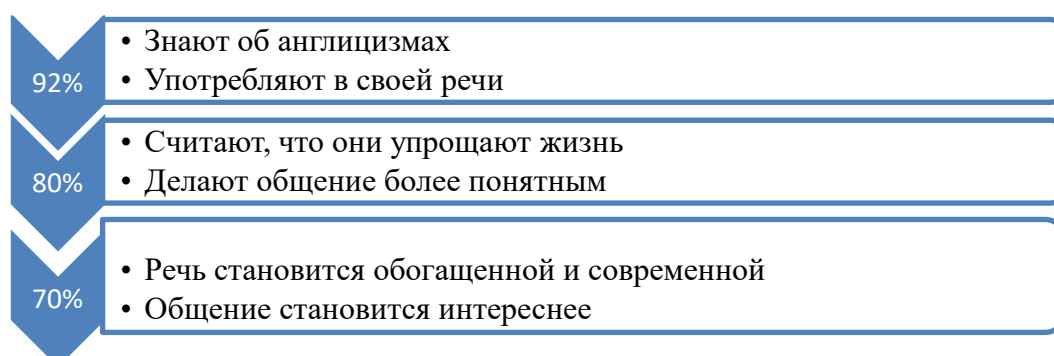 92%
• Знают об англицизмах
• Употребляют в своей речи
80%
• Считают, что они упрощают жизнь
• Делают общение более понятным
70%
• Речь становится обогащенной и современной
• Общение становится интереснее